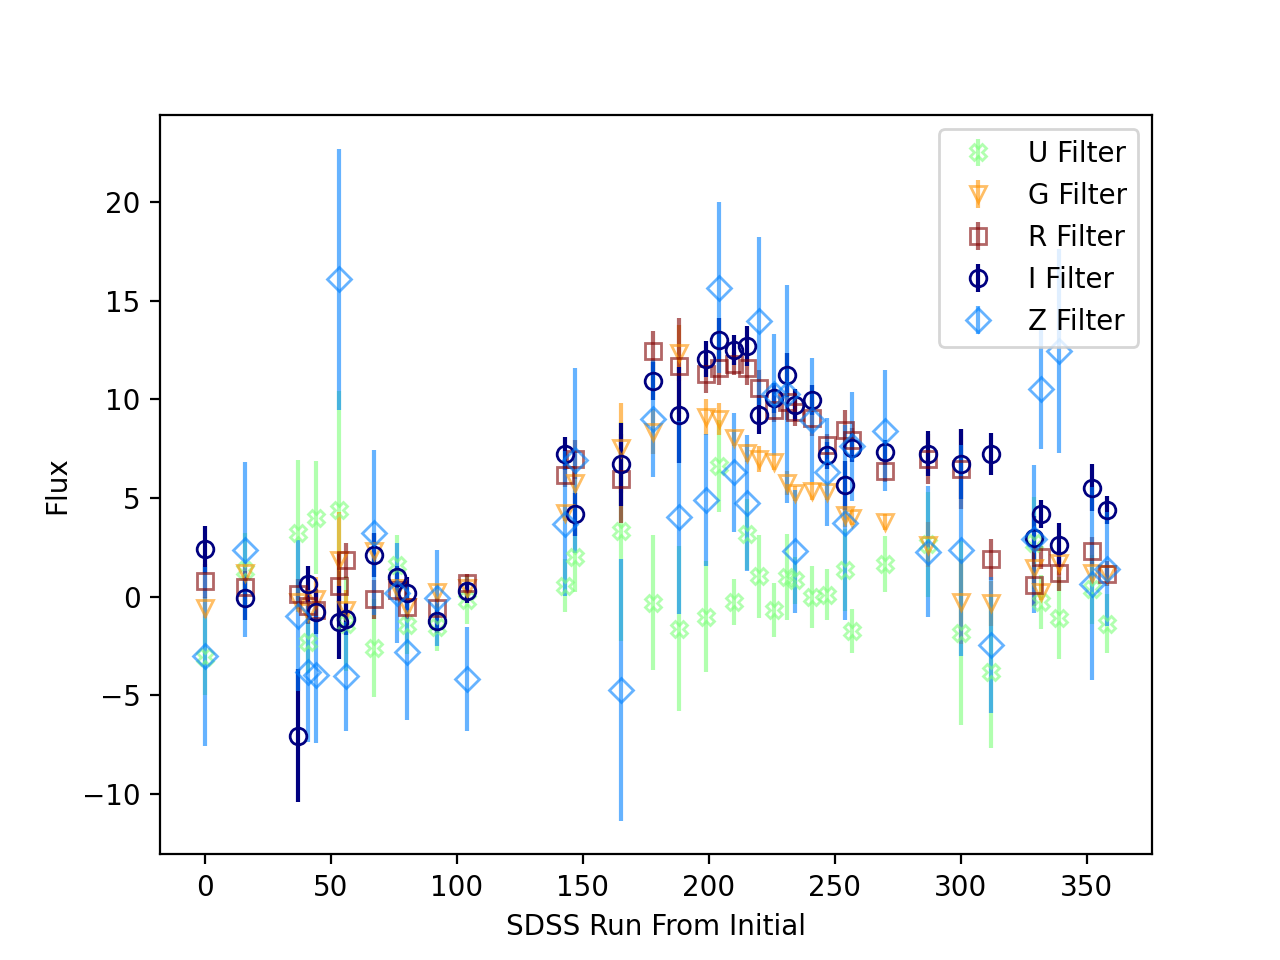 U Filter
G Filter
R Filter
I Filter
Z Filter
20
15
10
5
0
−5
−10
Flux
0 50 100 150 200 250 300 350
SDSS Run From Initial